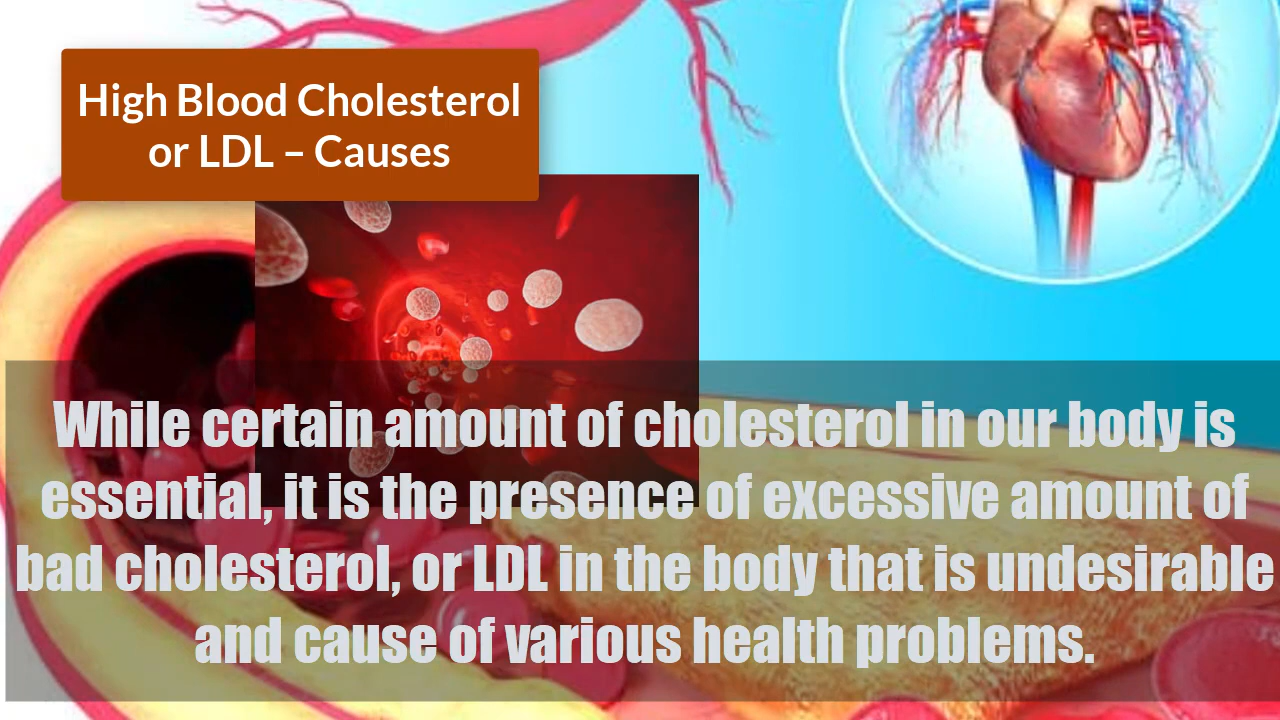 High Blood Cholesterol
or LDL – Causes
While certain amount of cholesterol in our body is
essential, it is the presence of excessive amount of
bad cholesterol, or LDL in the body that is undesirable
and cause of various health problems.